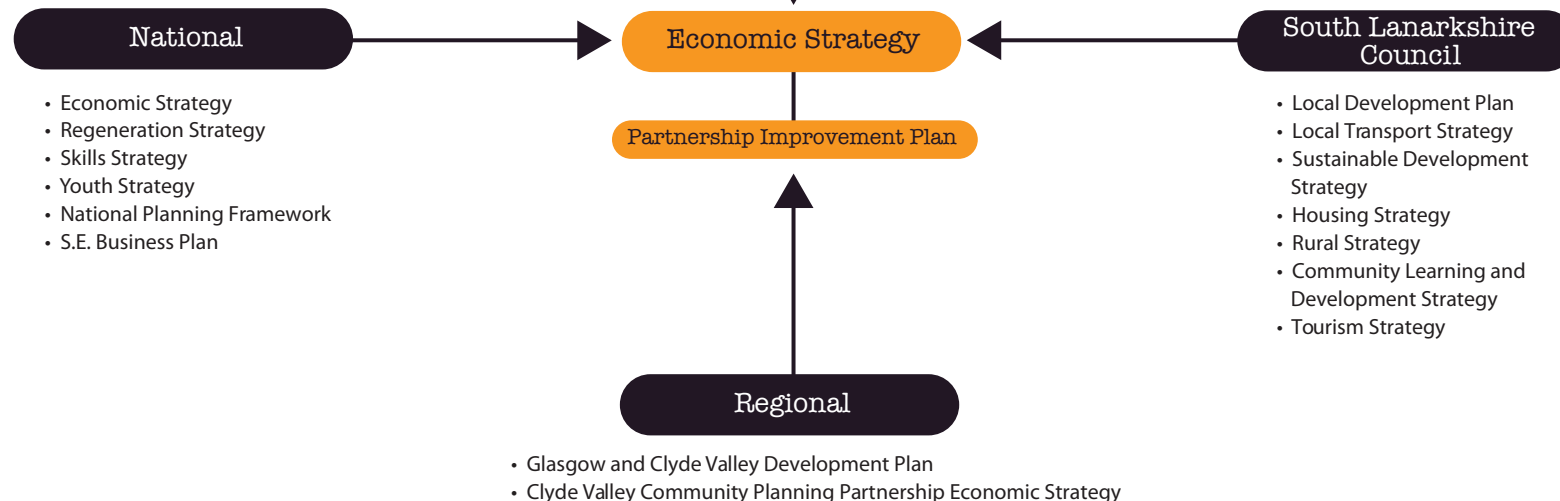 National
• Economic Strategy
• Regeneration Strategy
• Skills Strategy
• Youth Strategy
• National Planning Framework
• S.E. Business Plan
Economic Strategy
Partnership Improvement Plan
South Lanarkshire
Council
• Local Development Plan
• Local Transport Strategy
• Sustainable Development
Strategy
• Housing Strategy
• Rural Strategy
• Community Learning and
Development Strategy
• Tourism Strategy
Regional
• Glasgow and Clyde Valley Development Plan
• Clyde Valley Community Planning Partnership Economic Strategy